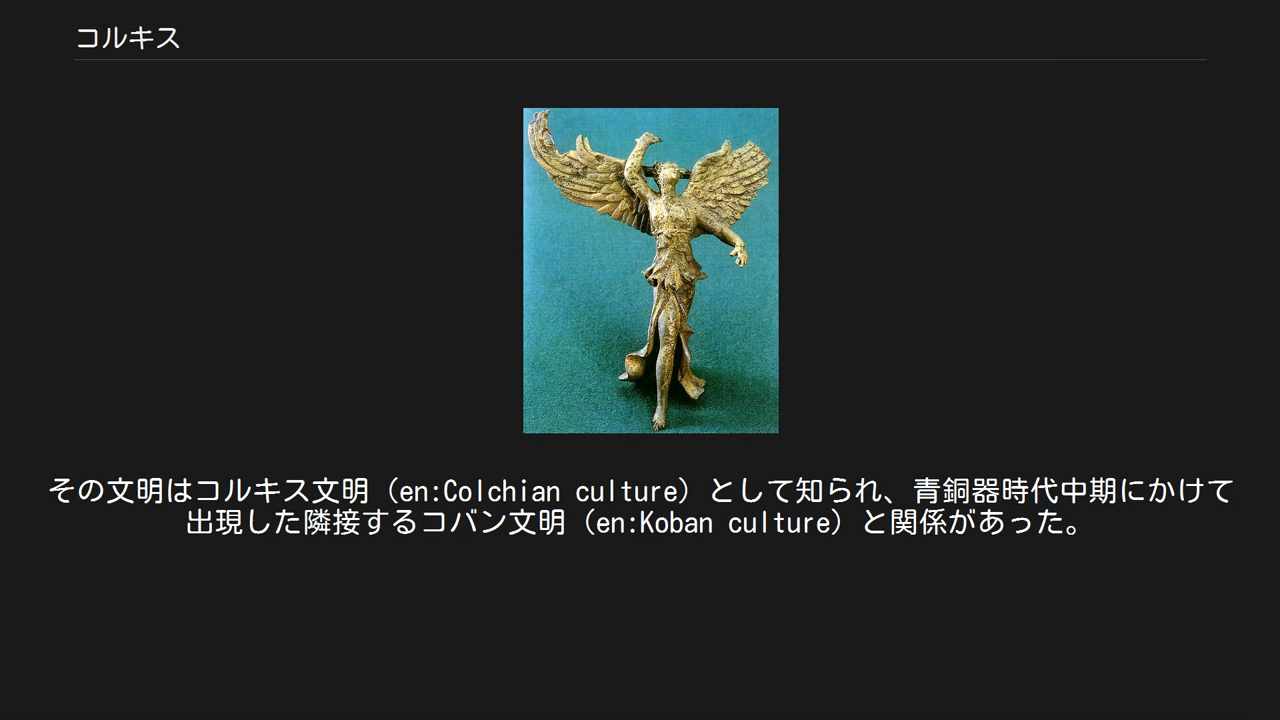 コルキス
その文明はコルキス文明（en:Colchian culture）として知られ、青銅器時代中期にかけて
出現した隣接するコバン文明（en:Koban culture）と関係があった。